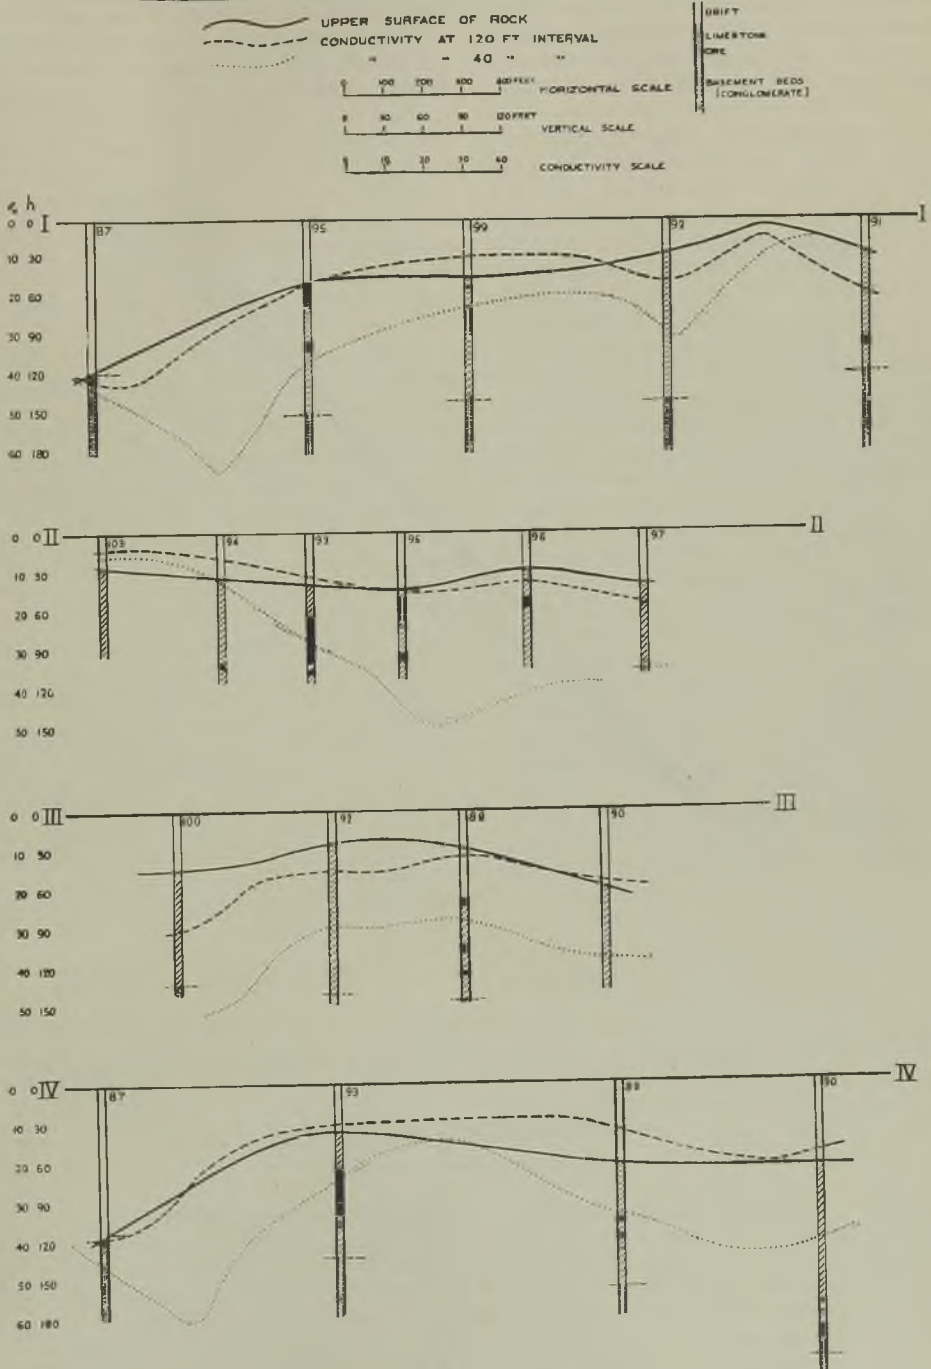 UPPER SURFACE OF ROCK
CONDUCTIVITY AT 120 FT INTERVAL
" " 40 " "
0 100 200 300 400 FEET HORIZONTAL SCALE
0 30 60 90 120 FEET VERTICAL SCALE
0 10 20 30 40 CONDUCTIVITY SCALE
DRIFT
LIMESTONE
ORE
BASEMENT BEDS
(CONGLOMERATE)
h
0 0 I 87 95 99 92 91 I
10 30
20 60
30 90
40 120
50 150
60 180
0 0 II 94 93 95 96 97 II
10 30
20 60
30 90
40 120
50 150
0 0 III 92 90 III
10 30
20 60
30 90
40 120
50 150
0 0 IV 87 93 90 IV
10 30
20 60
30 90
40 120
50 150
60 180